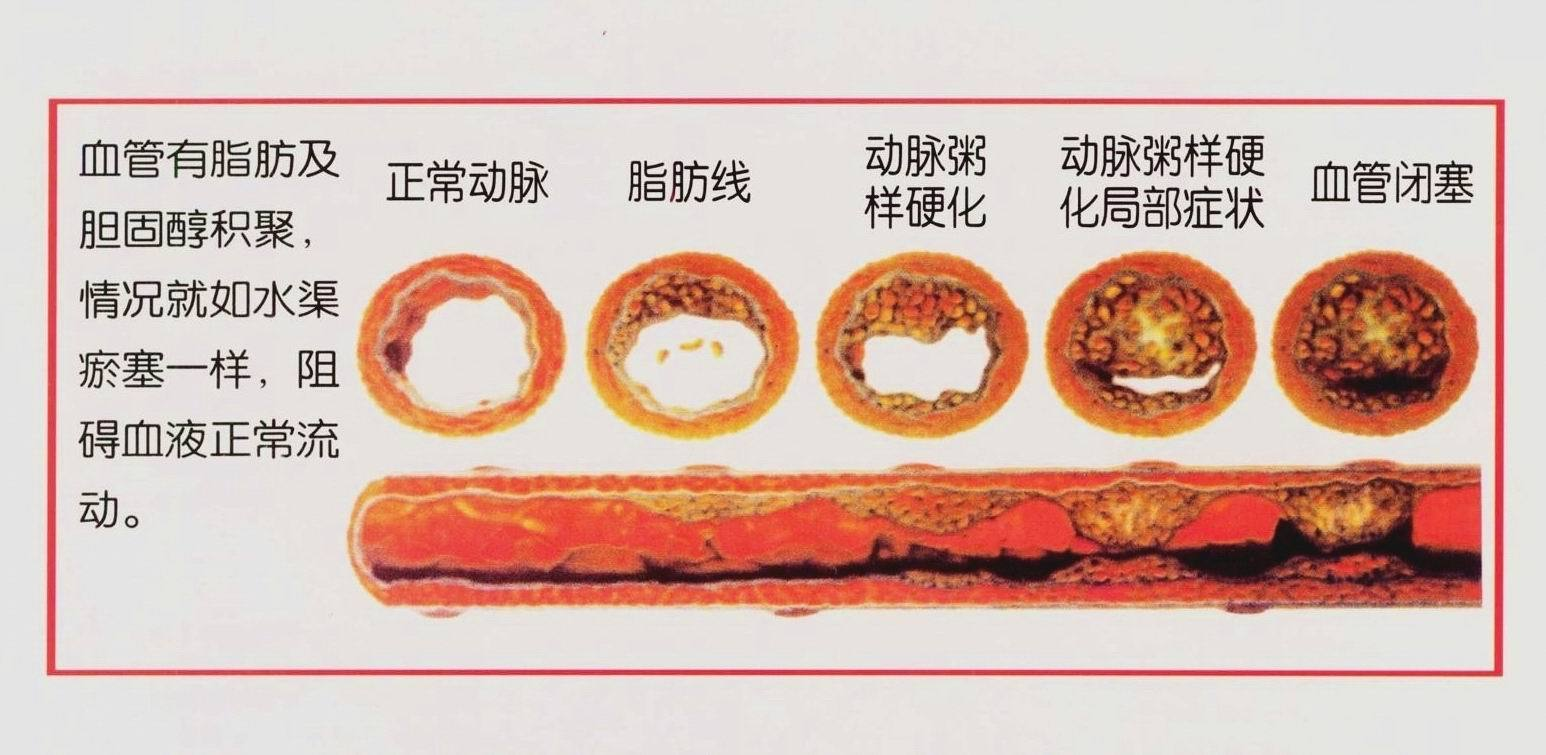 血管有脂肪及
胆固醇积聚，
情况就如水渠
瘀塞一样，阻
碍血液正常流
动。
正常动脉
脂肪线
动脉粥
样硬化
动脉粥样硬
化局部症状
血管闭塞